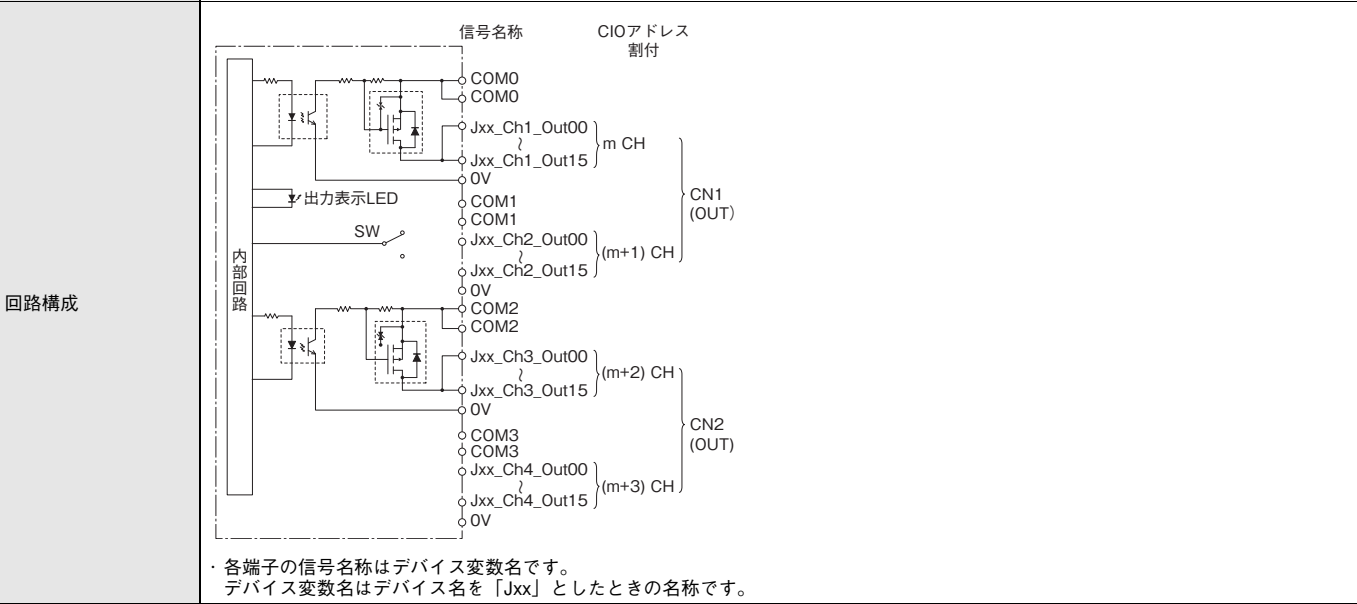 回路構成
信号名称
CIOアドレス
割付
COM0
COM0
Jxx_Ch1_Out00
~
Jxx_Ch1_Out15
m CH
0V
出力表示LED
COM1
COM1
SW
Jxx_Ch2_Out00
~
Jxx_Ch2_Out15
(m+1) CH
0V
CN1
(OUT)
内部回路
COM2
COM2
Jxx_Ch3_Out00
~
Jxx_Ch3_Out15
(m+2) CH
0V
COM3
COM3
Jxx_Ch4_Out00
~
Jxx_Ch4_Out15
(m+3) CH
0V
CN2
(OUT)
・各端子の信号名称はデバイス変数名です。
デバイス変数名はデバイス名を「Jxx」としたときの名称です。